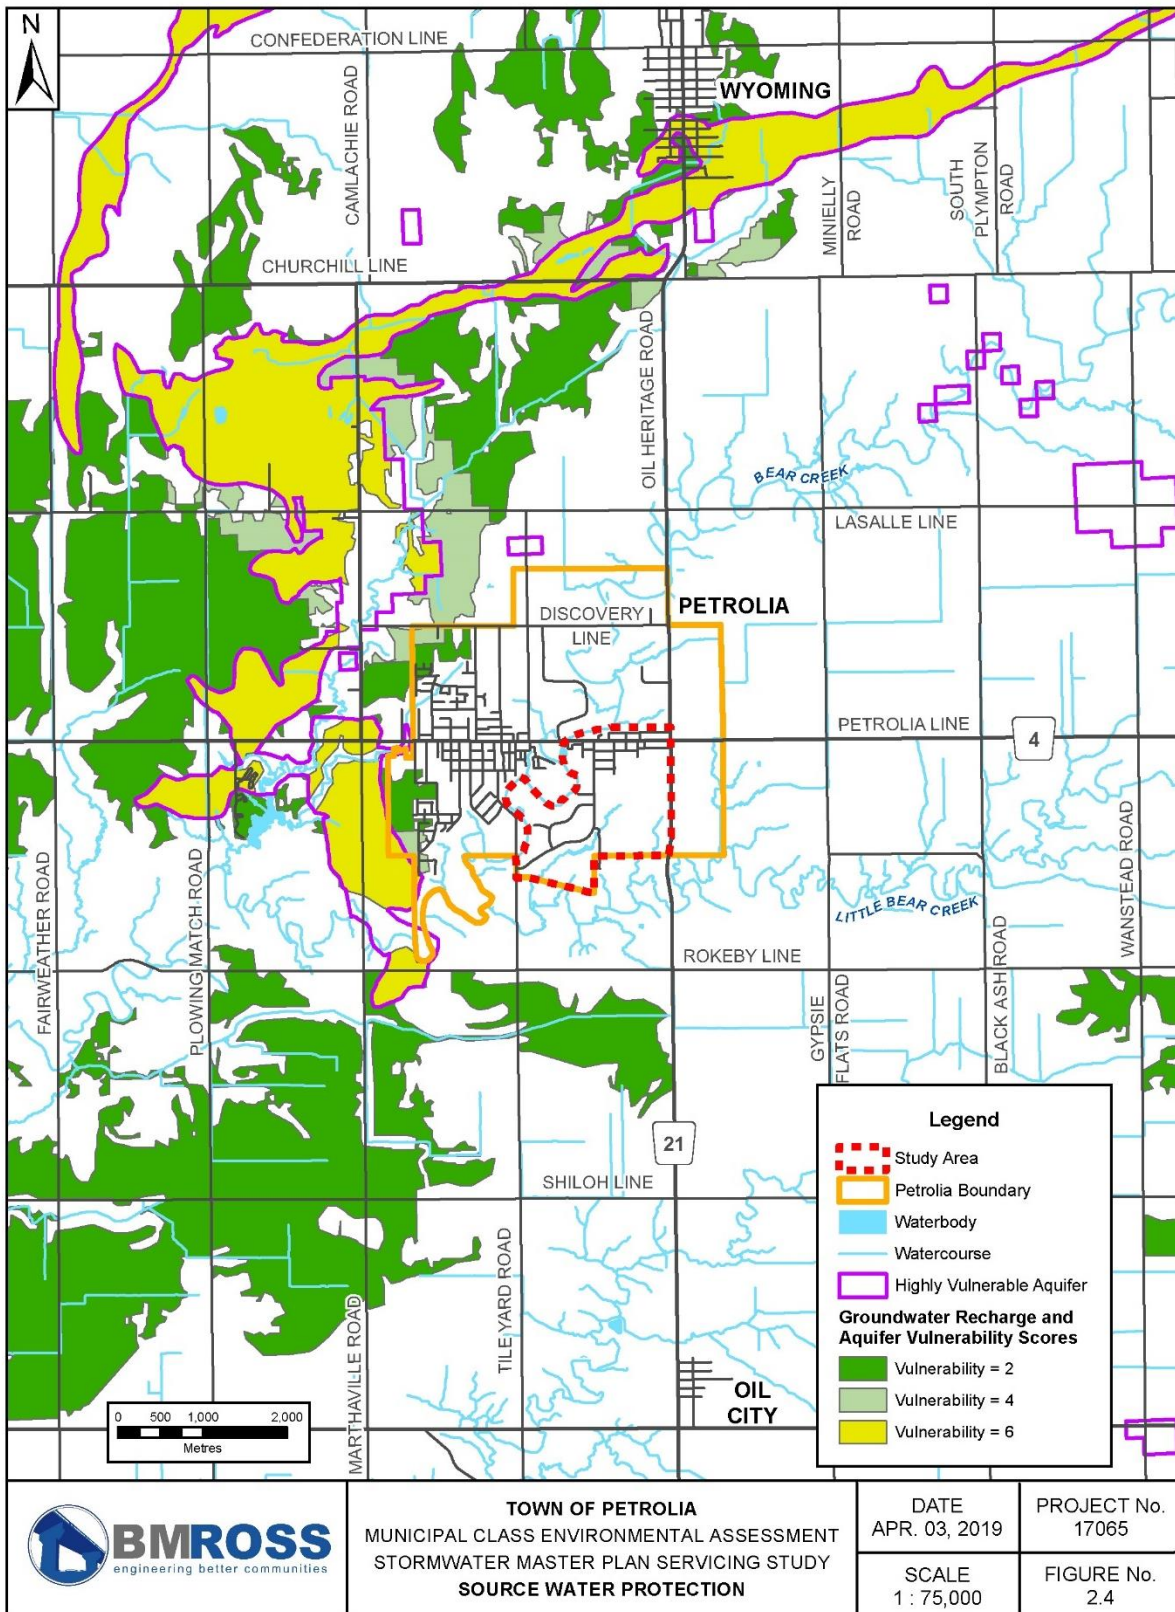 N
CONFEDERATION LINE
WYOMING
CAMLACHIE ROAD
MINIELLY
ROAD
SOUTH
PLYMPTON
ROAD
CHURCHILL LINE
OIL HERITAGE ROAD
BEAR CREEK
LASALLE LINE
DISCOVERY
LINE
PETROLIA
PETROLIA LINE
4
FAIRWEATHER ROAD
PLOWING MATCH ROAD
LITTLE BEAR CREEK
WANSTEAD ROAD
ROKEBY LINE
GYPSIE
FLATS ROAD
BLACK ASH ROAD
21
SHILOH LINE
MARTHAVILLE ROAD
TILE YARD ROAD
OIL
CITY
Legend
Study Area
Petrolia Boundary
Waterbody
Watercourse
Highly Vulnerable Aquifer
Groundwater Recharge and
Aquifer Vulnerability Scores
Vulnerability = 2
Vulnerability = 4
Vulnerability = 6
0 500 1,000 2,000
Metres
BMROSS
engineering better communities
TOWN OF PETROLIA
MUNICIPAL CLASS ENVIRONMENTAL ASSESSMENT
STORMWATER MASTER PLAN SERVICING STUDY
SOURCE WATER PROTECTION
DATE
APR. 03, 2019
PROJECT No.
17065
SCALE
1 : 75,000
FIGURE No.
2.4